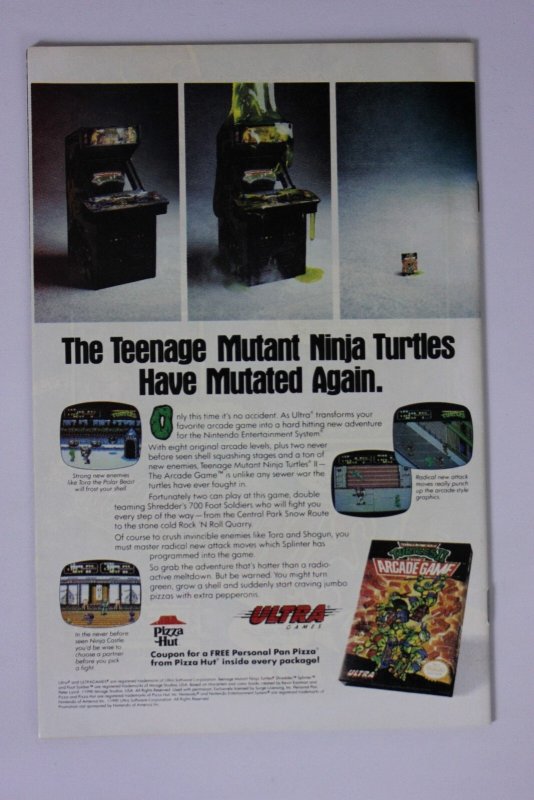 The Teenage Mutant Ninja Turtles
Have Mutated Again.
Only this time it's no accident. As Ultra® transforms your
favorite arcade game into a hard hitting new adventure
for the Nintendo Entertainment System.®
With eight original arcade levels, plus two never
before seen shell squashing stages and a ton of
new enemies, Teenage Mutant Ninja Turtles® II—
The Arcade Game™ is unlike any sewer war the
turtles have ever fought in.
Fortunately two can play at this game, double
teaming Shredder's 700 Foot Soldiers who will fight you
every step of the way—from the Central Park Snow Route
to the stone cold Rock 'N Roll Quarry.
Of course to crush invincible enemies like Tora and Shogun, you
must master radical new attack moves which Splinter has
programmed into the game.
So grab the adventure that's hotter than a radio-
active meltdown. But be warned. You might turn
green, grow a shell and suddenly start craving jumbo
pizzas with extra pepperonis.
Strong new enemies
like Tora the Polar Beast
will frost your shell.
Radical new attack
moves really punch
up the arcade-style
graphics.
In the never before
seen Ninja Castle,
you'd be wise to
choose a partner
before you pick
a fight.
Pizza
Hut
ULTRA
GAMES
Coupon for a FREE Personal Pan Pizza®
from Pizza Hut® inside every package!
TURTLES II
THE
ARCADE GAME
ULTRA